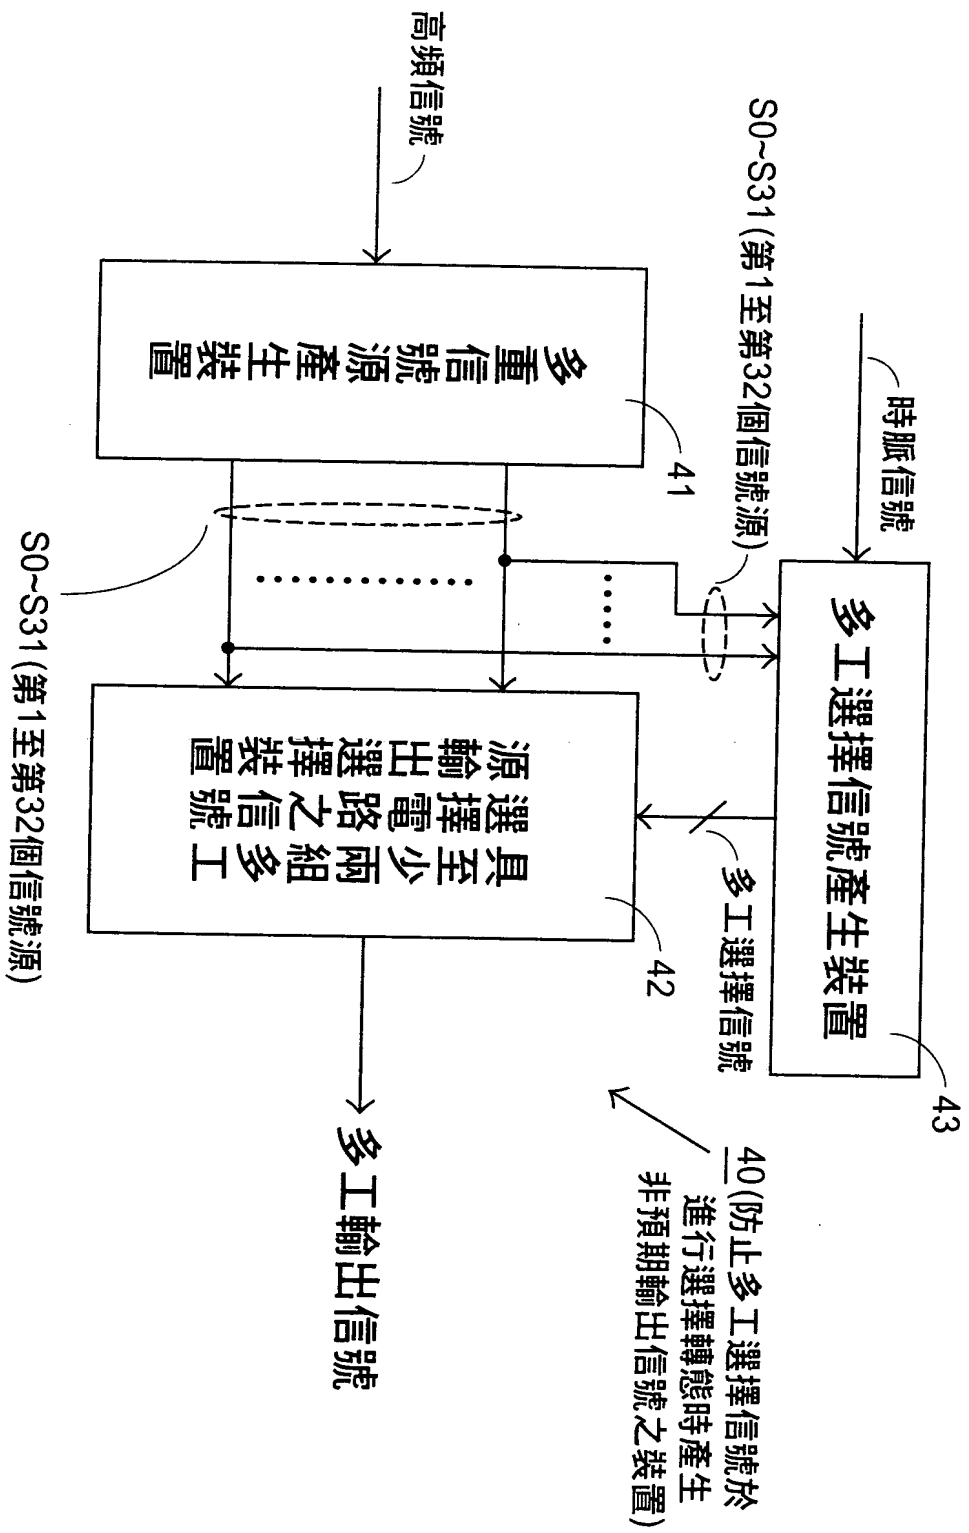 時脈信號
多工選擇信號產生裝置
43
S0~S31(第1至第32個信號源)
多工選擇信號
40(防止多工選擇信號於
進行選擇轉態時產生
非預期輸出信號之裝置)
高頻信號
多重信號源產生裝置
41
具至少兩組多工
選擇電路之信號
源輸出選擇裝置
42
多工輸出信號
S0~S31(第1至第32個信號源)